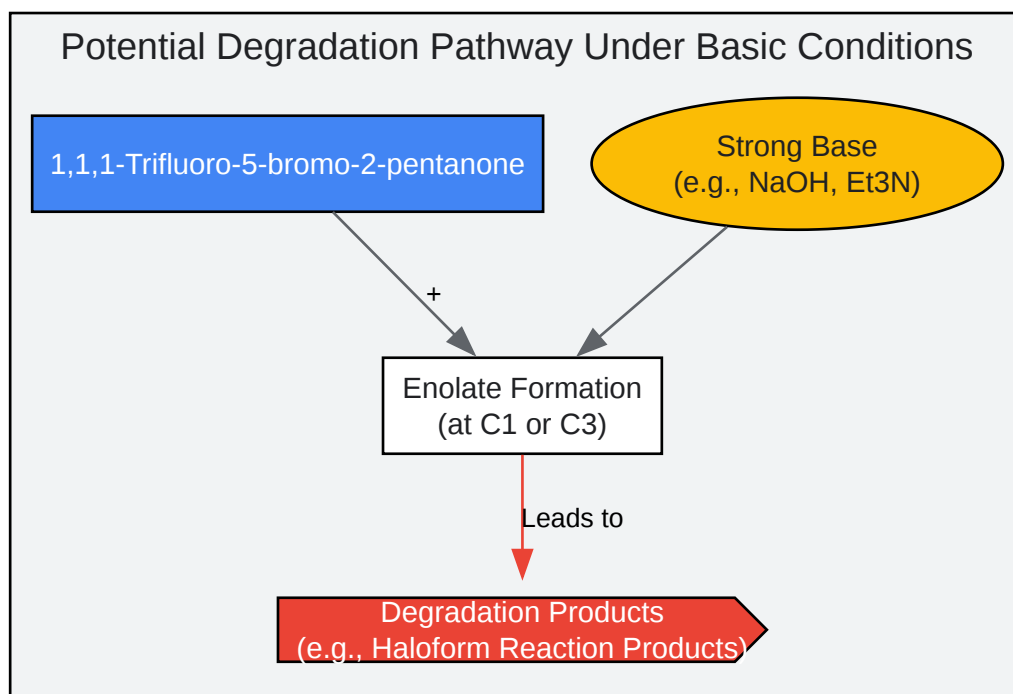 Potential Degradation Pathway Under Basic Conditions
1,1,1-Trifluoro-5-bromo-2-pentanone
Strong Base
(e.g., NaOH, Et3N)
+
Enolate Formation
(at C1 or C3)
Leads to
Degradation Products
(e.g., Haloform Reaction Products)